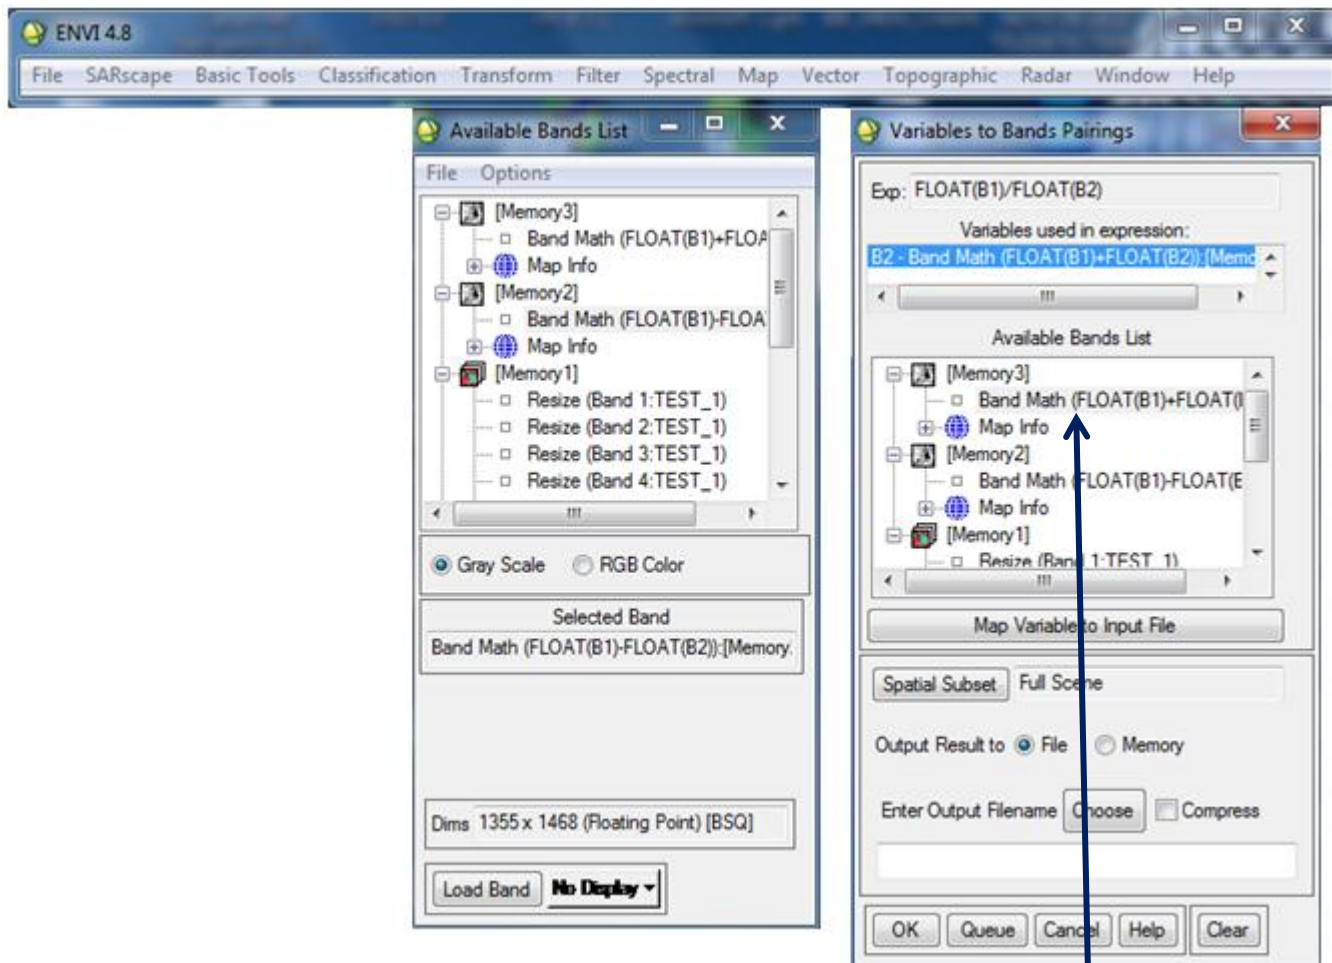 ENVI 4.8
File SARscape Basic Tools Classification Transform Filter Spectral Map Vector Topographic Radar Window Help
Available Bands List
File Options
[Memory3]
Band Math (FLOAT(B1)+FLOA
Map Info
[Memory2]
Band Math (FLOAT(B1)-FLOA
Map Info
[Memory1]
Resize (Band 1:TEST_1)
Resize (Band 2:TEST_1)
Resize (Band 3:TEST_1)
Resize (Band 4:TEST_1)
Gray Scale RGB Color
Selected Band
Band Math (FLOAT(B1)-FLOAT(B2)):[Memory.
Dims 1355 x 1468 (Floating Point) [BSQ]
Load Band No Display
Variables to Bands Pairings
Exp: FLOAT(B1)/FLOAT(B2)
Variables used in expression:
B2 - Band Math (FLOAT(B1)+FLOAT(B2)):[Memo
Available Bands List
[Memory3]
Band Math (FLOAT(B1)+FLOAT(I
Map Info
[Memory2]
Band Math (FLOAT(B1)-FLOAT(E
Map Info
[Memory1]
Resize (Band 1:TEST_1)
Map Variable to Input File
Spatial Subset Full Scene
Output Result to File Memory
Enter Output Filename Choose Compress
OK Queue Cancel Help Clear